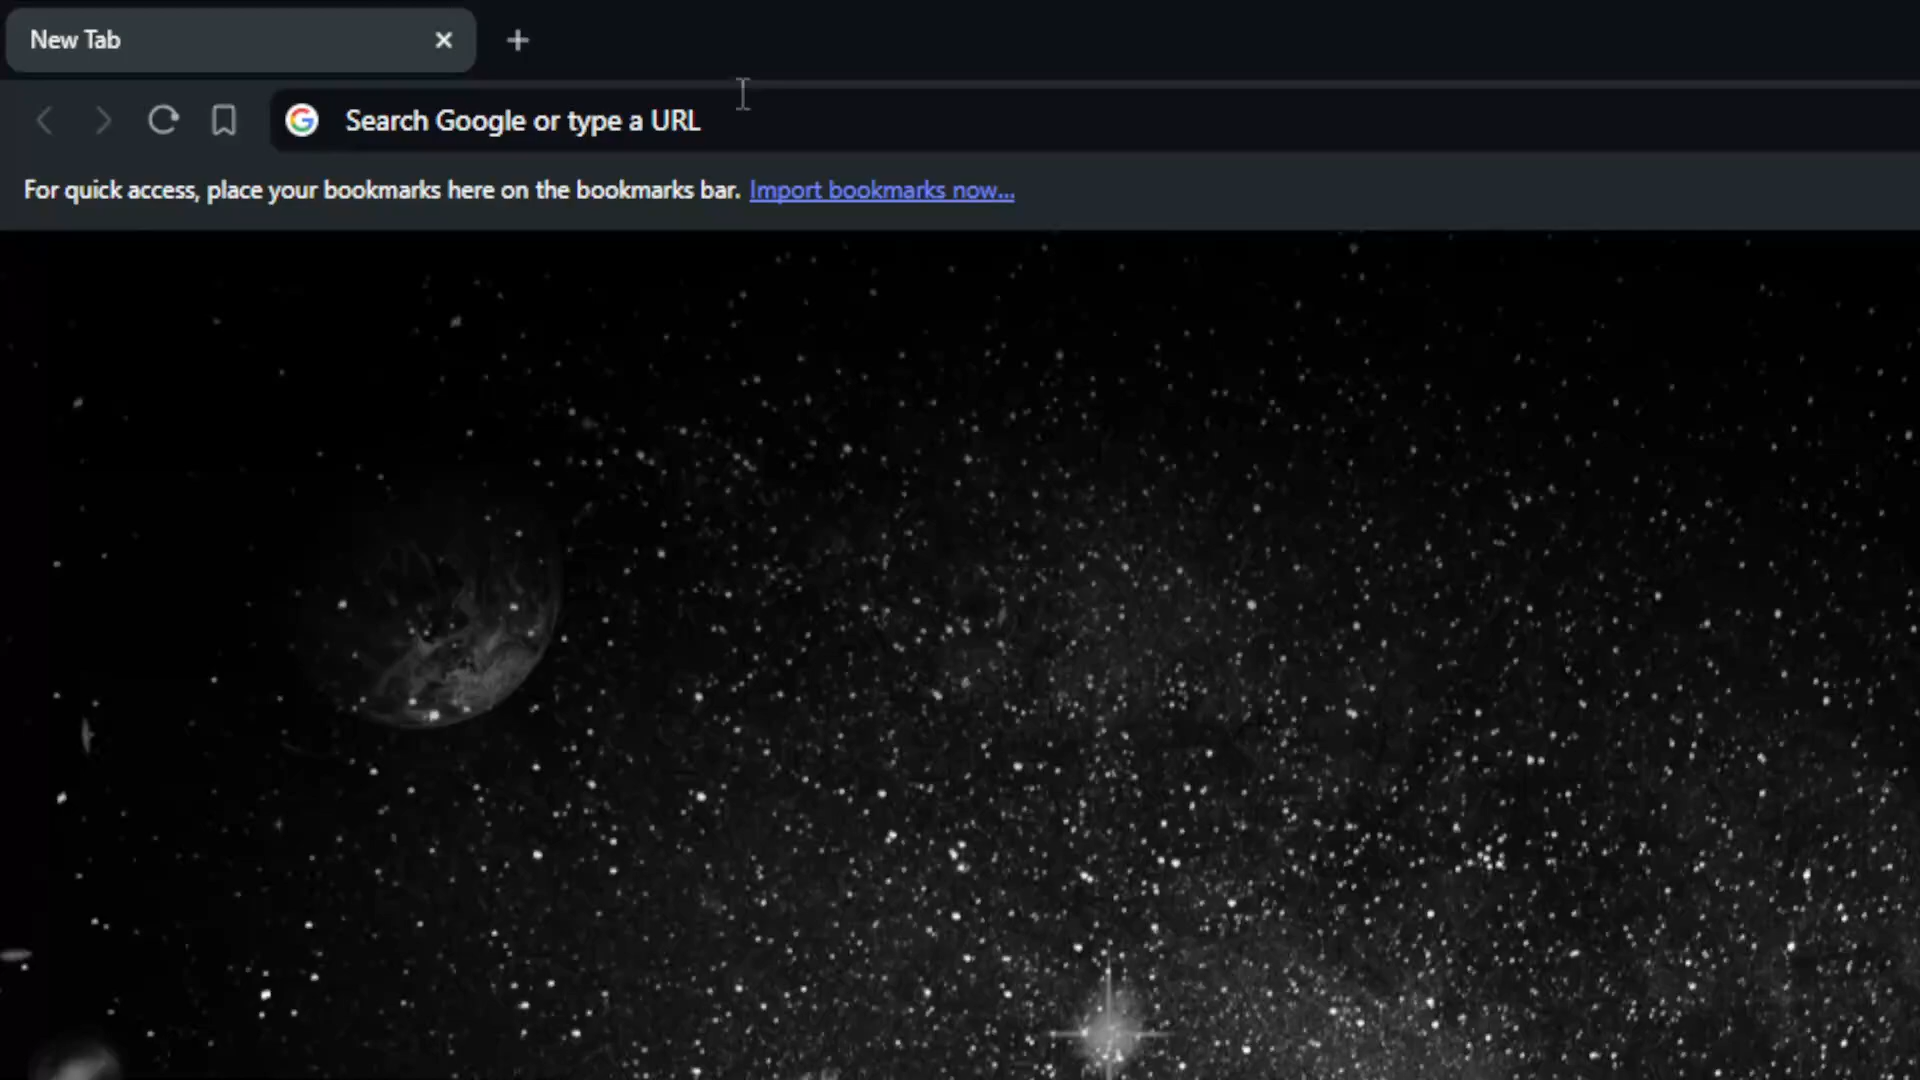 New Tab
Search Google or type a URL
For quick access, place your bookmarks here on the bookmarks bar. Import bookmarks now...